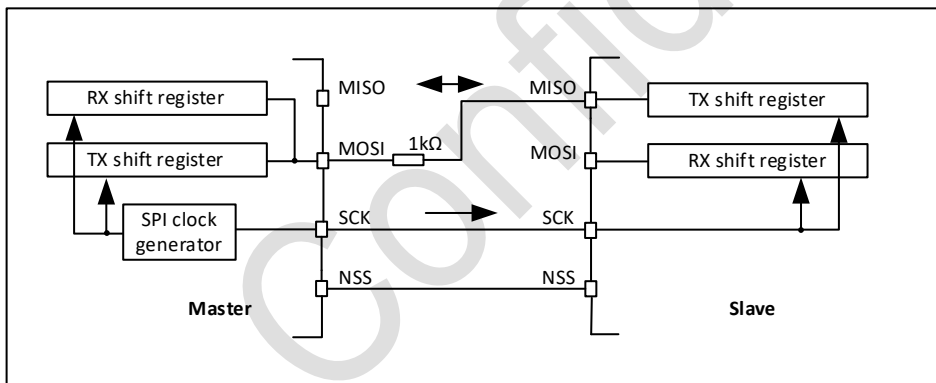 Confid
MISO
MISO
RX shift register
TX shift register
TX shift register
MOSI
1kΩ
MOSI
RX shift register
SPI clock
generator
SCK
SCK
NSS
NSS
Master
Slave